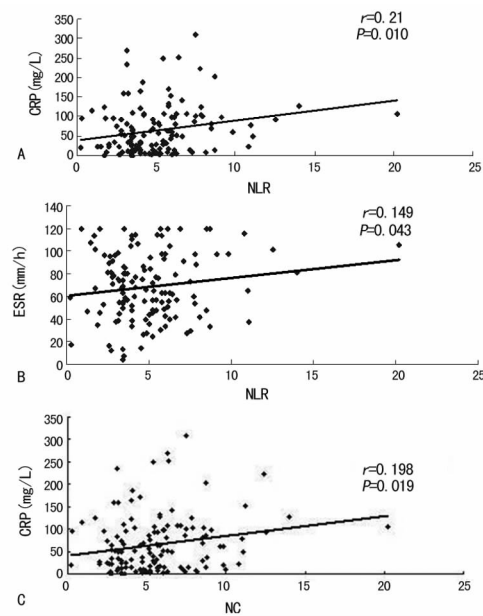 r=0.21
P=0.010
350
300
250
200
150
100
50
0
CRP(mg/L)
0 5 10 15 20 25
A
NLR
r=0.149
P=0.043
140
120
100
80
60
40
20
0
ESR(mm/h)
0 5 10 15 20 25
B
NLR
r=0.198
P=0.019
350
300
250
200
150
100
50
0
CRP(mg/L)
0 5 10 15 20 25
C
NC